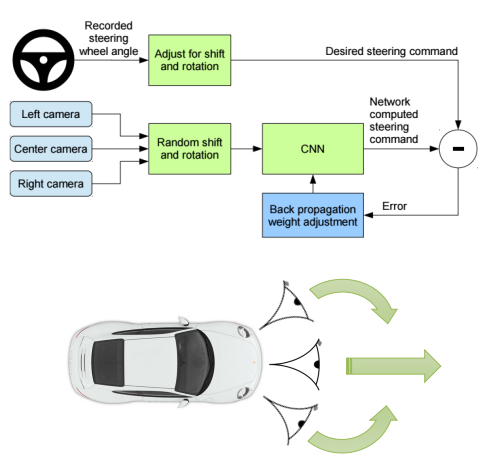 Recorded
steering
wheel angle
Adjust for shift
and rotation
Desired steering command
Left camera
Center camera
Right camera
Random shift
and rotation
CNN
Network
computed
steering
command
-
Back propagation
weight adjustment
Error